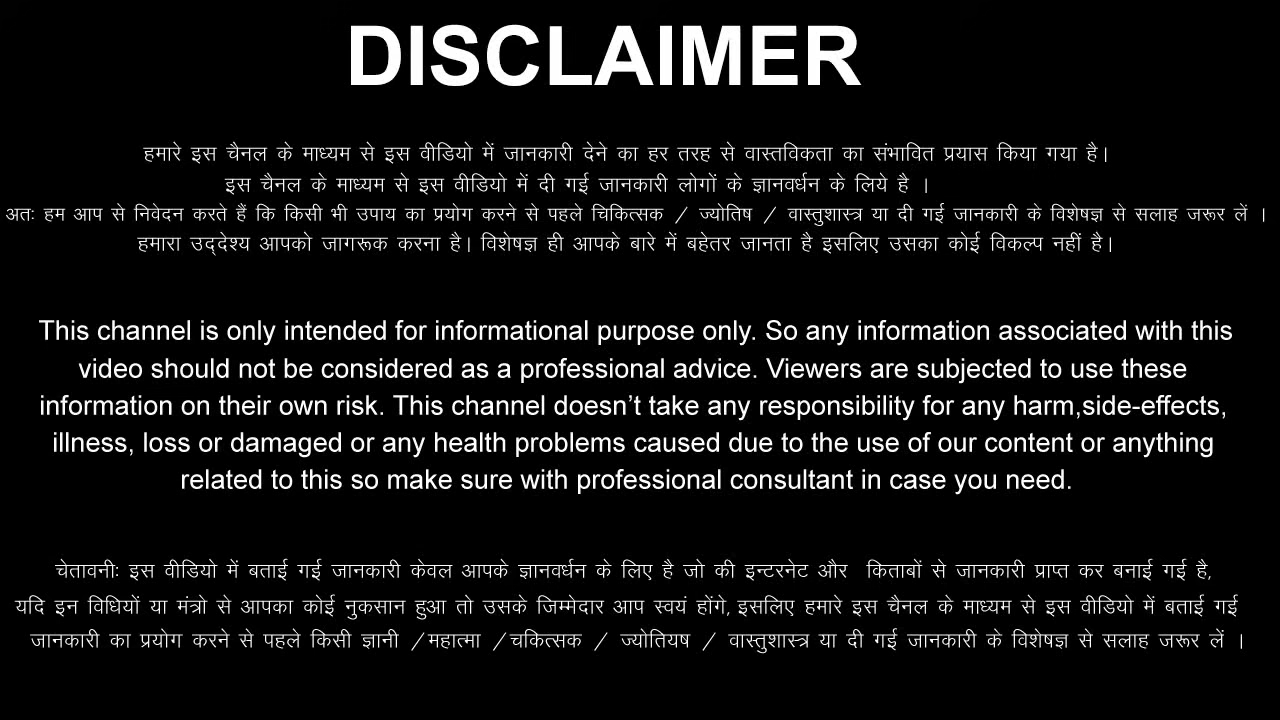 DISCLAIMER
हमारे इस चैनल के माध्यम से इस वीडियो में जानकारी देने का हर तरह से वास्तविकता का संभावित प्रयास किया गया है।
इस चैनल के माध्यम से इस वीडियो में दी गई जानकारी लोगों के ज्ञानवर्धन के लिये है ।
अतः हम आप से निवेदन करते हैं कि किसी भी उपाय का प्रयोग करने से पहले चिकित्सक / ज्योतिष / वास्तुशास्त्र या दी गई जानकारी के विशेषज्ञ से सलाह जरूर लें ।
हमारा उद्देश्य आपको जागरूक करना है। विशेषज्ञ ही आपके बारे में बहेतर जानता है इसलिए उसका कोई विकल्प नहीं है।
This channel is only intended for informational purpose only. So any information associated with this
video should not be considered as a professional advice. Viewers are subjected to use these
information on their own risk. This channel doesn’t take any responsibility for any harm,side-effects,
illness, loss or damaged or any health problems caused due to the use of our content or anything
related to this so make sure with professional consultant in case you need.
चेतावनीः इस वीडियो में बताई गई जानकारी केवल आपके ज्ञानवर्धन के लिए है जो की इन्टरनेट और किताबों से जानकारी प्राप्त कर बनाई गई है,
यदि इन विधियों या मंत्रो से आपका कोई नुकसान हुआ तो उसके जिम्मेदार आप स्वयं होंगे, इसलिए हमारे इस चैनल के माध्यम से इस वीडियो में बताई गई
जानकारी का प्रयोग करने से पहले किसी ज्ञानी / महात्मा / चकित्सक / ज्योतियष / वास्तुशास्त्र या दी गई जानकारी के विशेषज्ञ से सलाह जरूर लें ।